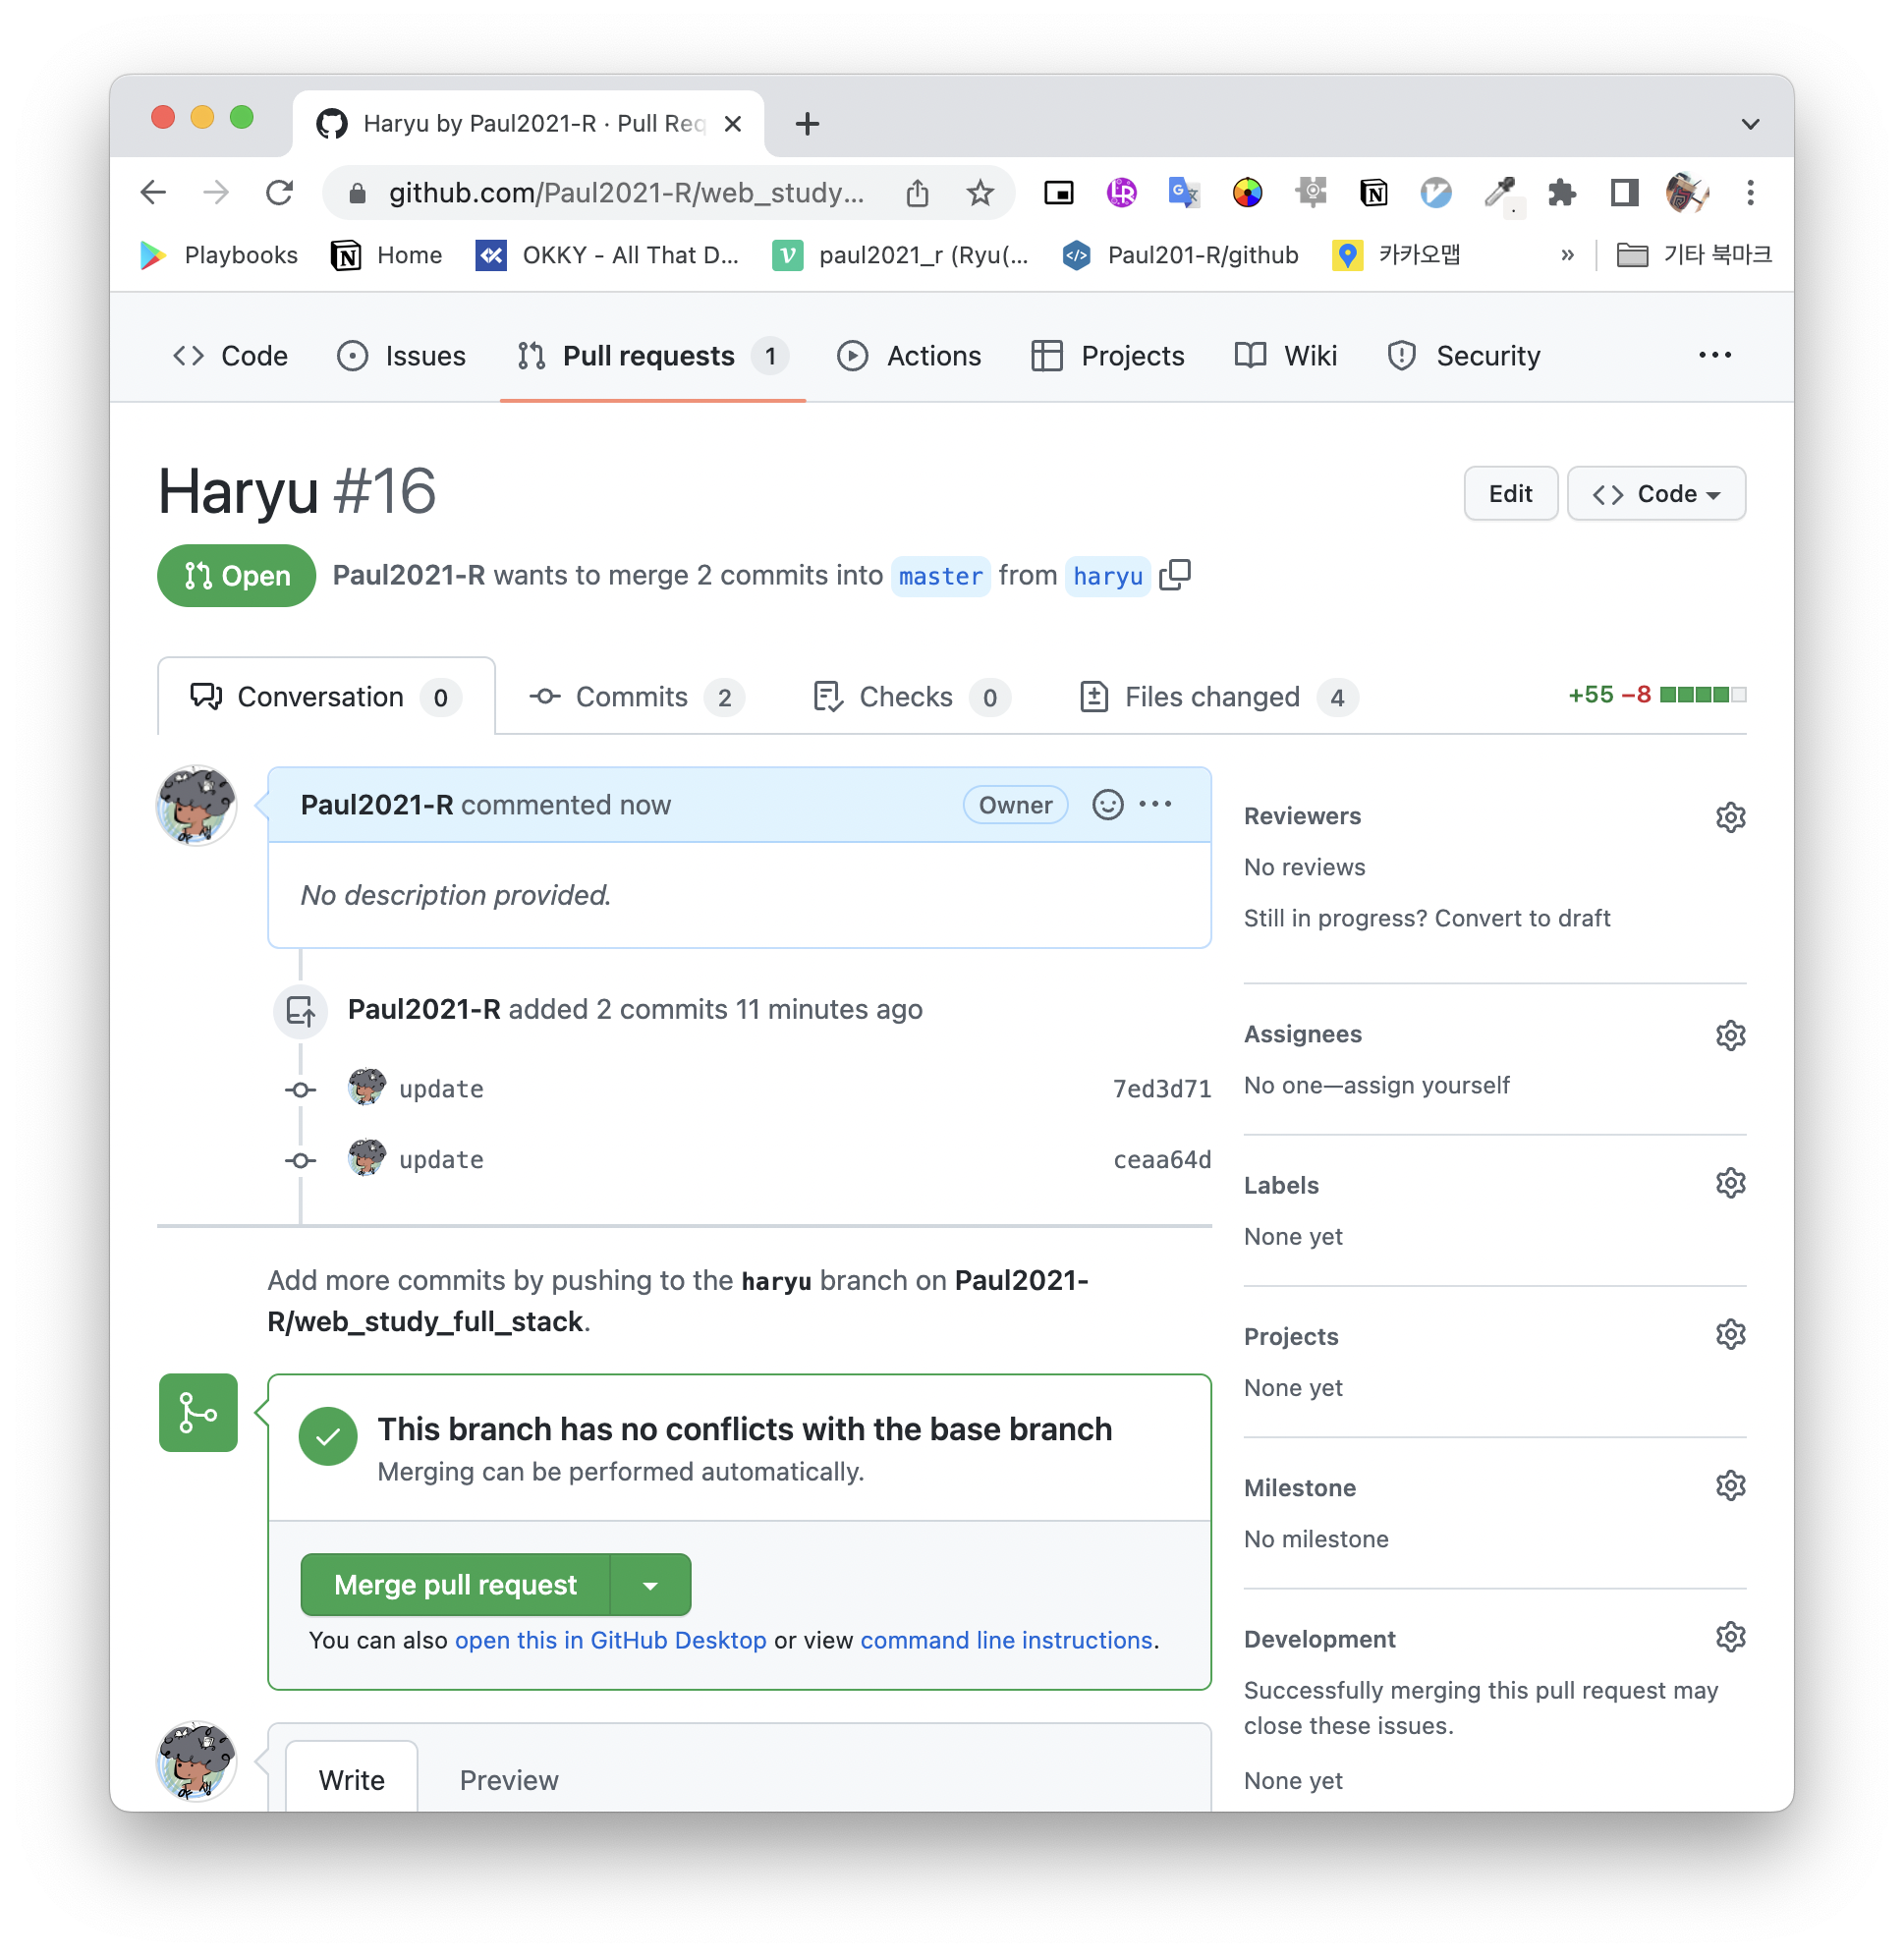 Haryu by Paul2021-R · Pull Req
github.com/Paul2021-R/web_study...
Playbooks Home OKKY - All That D... paul2021_r (Ryu(... Paul201-R/github 카카오맵 » 기타 북마크
Code Issues Pull requests 1 Actions Projects Wiki Security ...
Haryu #16
Edit Code
Open Paul2021-R wants to merge 2 commits into master from haryu
Conversation 0 Commits 2 Checks 0 Files changed 4 +55 −8
Paul2021-R commented now Owner ...
No description provided.
Paul2021-R added 2 commits 11 minutes ago
update 7ed3d71
update ceaa64d
Add more commits by pushing to the haryu branch on Paul2021-
R/web_study_full_stack.
This branch has no conflicts with the base branch
Merging can be performed automatically.
Merge pull request
You can also open this in GitHub Desktop or view command line instructions.
Write Preview
Reviewers
No reviews
Still in progress? Convert to draft
Assignees
No one—assign yourself
Labels
None yet
Projects
None yet
Milestone
No milestone
Development
Successfully merging this pull request may
close these issues.
None yet